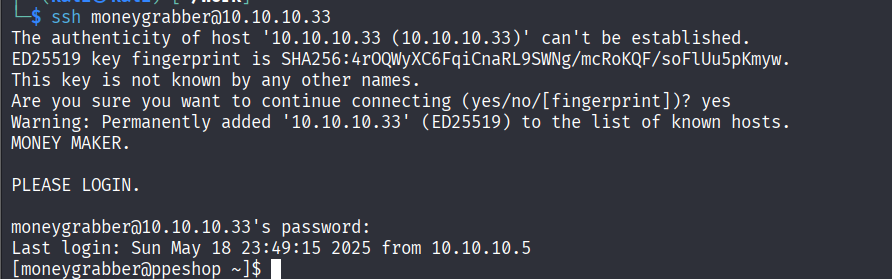 $ ssh moneygrabber@10.10.10.33
The authenticity of host '10.10.10.33 (10.10.10.33)' can't be established.
ED25519 key fingerprint is SHA256:4rOQWyXC6FqiCnaRL9SWNg/mcRoKQF/soFlUu5pKmyw.
This key is not known by any other names.
Are you sure you want to continue connecting (yes/no/[fingerprint])? yes
Warning: Permanently added '10.10.10.33' (ED25519) to the list of known hosts.
MONEY MAKER.
PLEASE LOGIN.
moneygrabber@10.10.10.33's password:
Last login: Sun May 18 23:49:15 2025 from 10.10.10.5
[moneygrabber@ppeshop ~]$